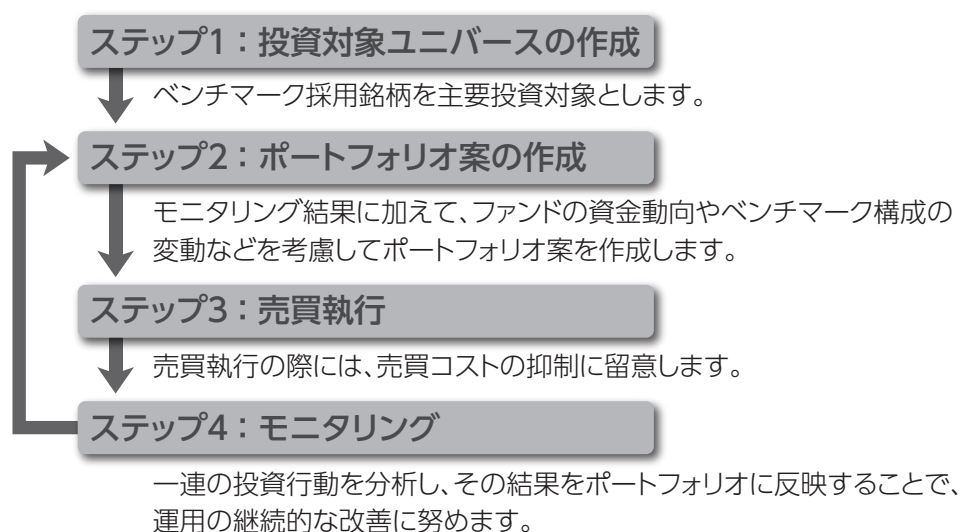 ステップ1：投資対象ユニバースの作成
ベンチマーク採用銘柄を主要投資対象とします。
ステップ2：ポートフォリオ案の作成
モニタリング結果に加えて、ファンドの資金動向やベンチマーク構成の
変動などを考慮してポートフォリオ案を作成します。
ステップ3：売買執行
売買執行の際には、売買コストの抑制に留意します。
ステップ4：モニタリング
一連の投資行動を分析し、その結果をポートフォリオに反映することで、
運用の継続的な改善に努めます。